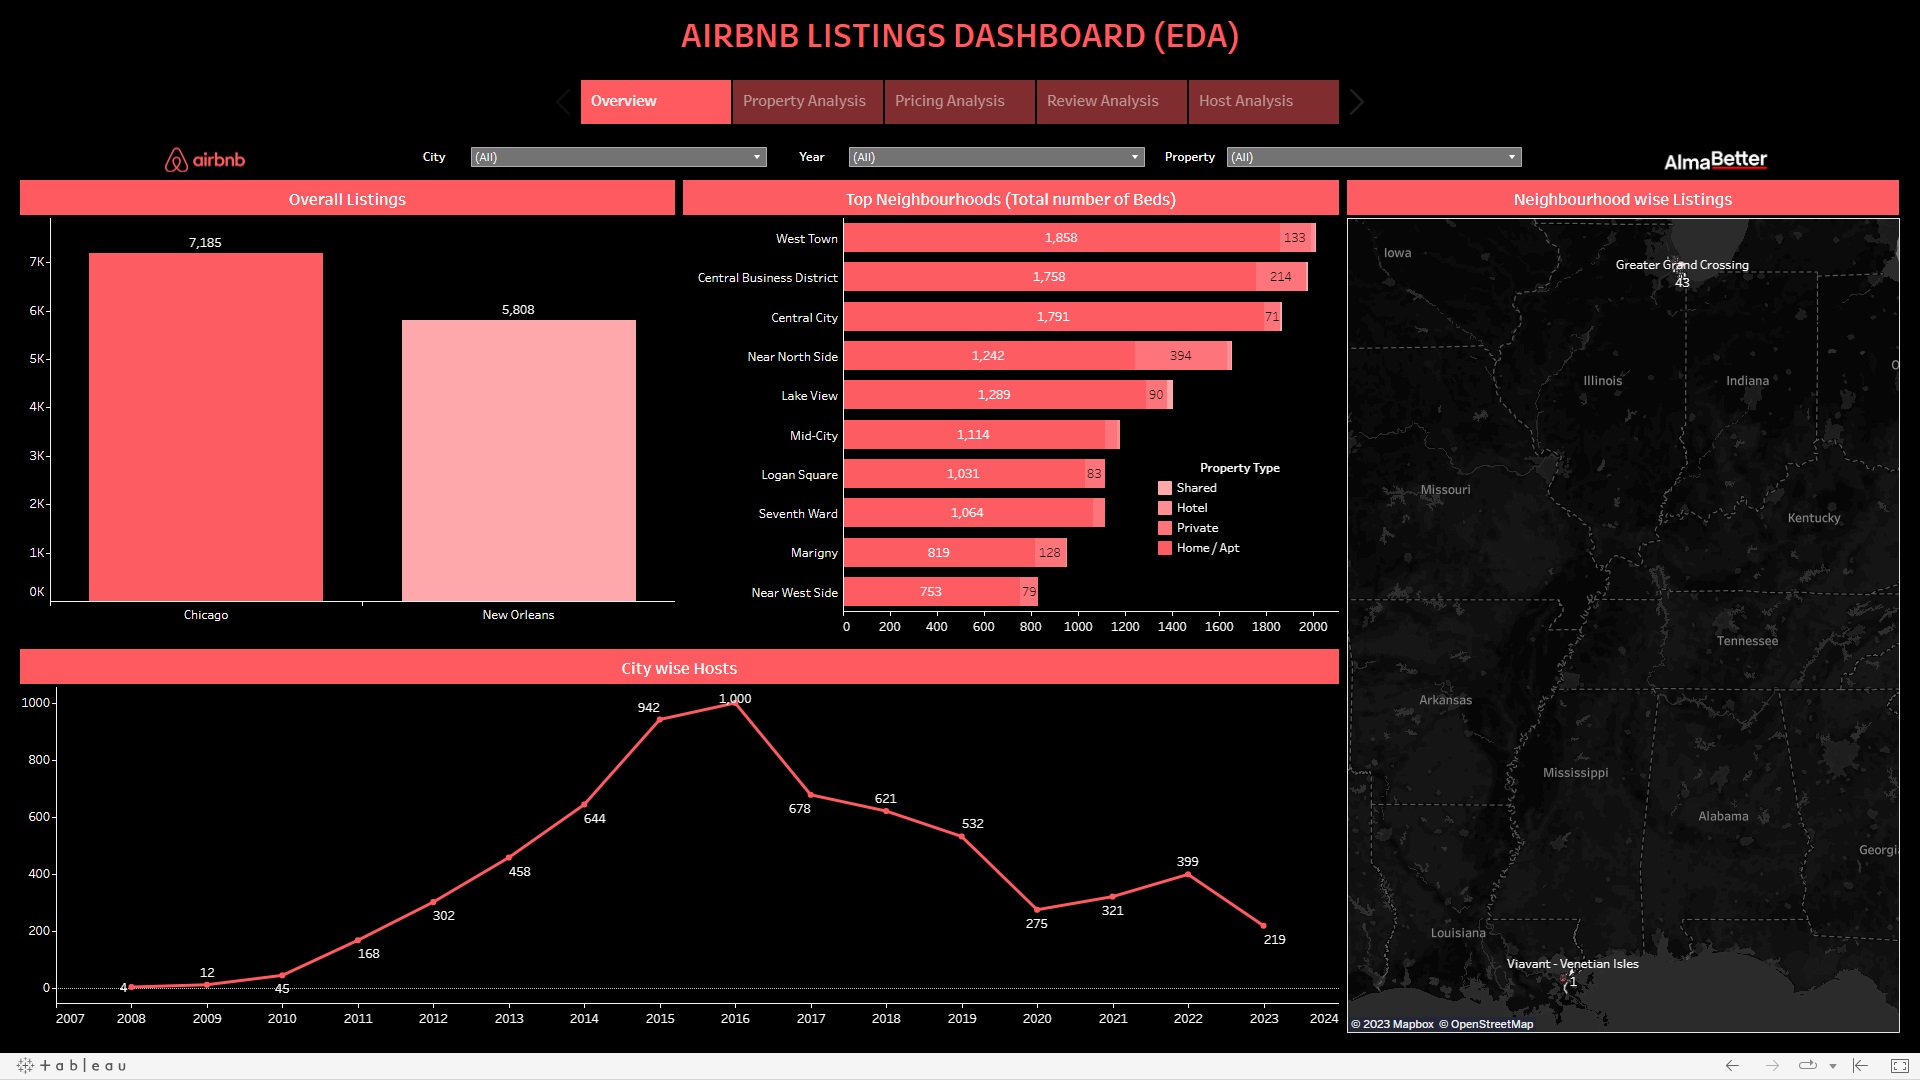 AIRBNB LISTINGS DASHBOARD (EDA)
Overview
Property Analysis
Pricing Analysis
Review Analysis
Host Analysis
airbnb
City
(All)
Year
(All)
Property
(All)
AlmaBetter
Overall Listings
7,185
5,808
7K
6K
5K
4K
3K
2K
1K
0K
Chicago
New Orleans
Top Neighbourhoods (Total number of Beds)
West Town
1,858
133
Central Business District
1,758
214
Central City
1,791
71
Near North Side
1,242
394
Lake View
1,289
90
Mid-City
1,114
Logan Square
1,031
83
Seventh Ward
1,064
Marigny
819
128
Near West Side
753
79
0
200
400
600
800
1000
1200
1400
1600
1800
2000
Property Type
Shared
Hotel
Private
Home / Apt
Neighbourhood wise Listings
Iowa
Greater Grand Crossing
43
O
Illinois
Indiana
Missouri
Kentucky
Tennessee
Arkansas
Mississippi
Alabama
Georgia
Louisiana
Viavant - Venetian Isles
1
© 2023 Mapbox © OpenStreetMap
City wise Hosts
1000
800
600
400
200
0
4
12
45
168
302
458
644
942
1,000
678
621
532
275
321
399
219
2007
2008
2009
2010
2011
2012
2013
2014
2015
2016
2017
2018
2019
2020
2021
2022
2023
2024
tableau